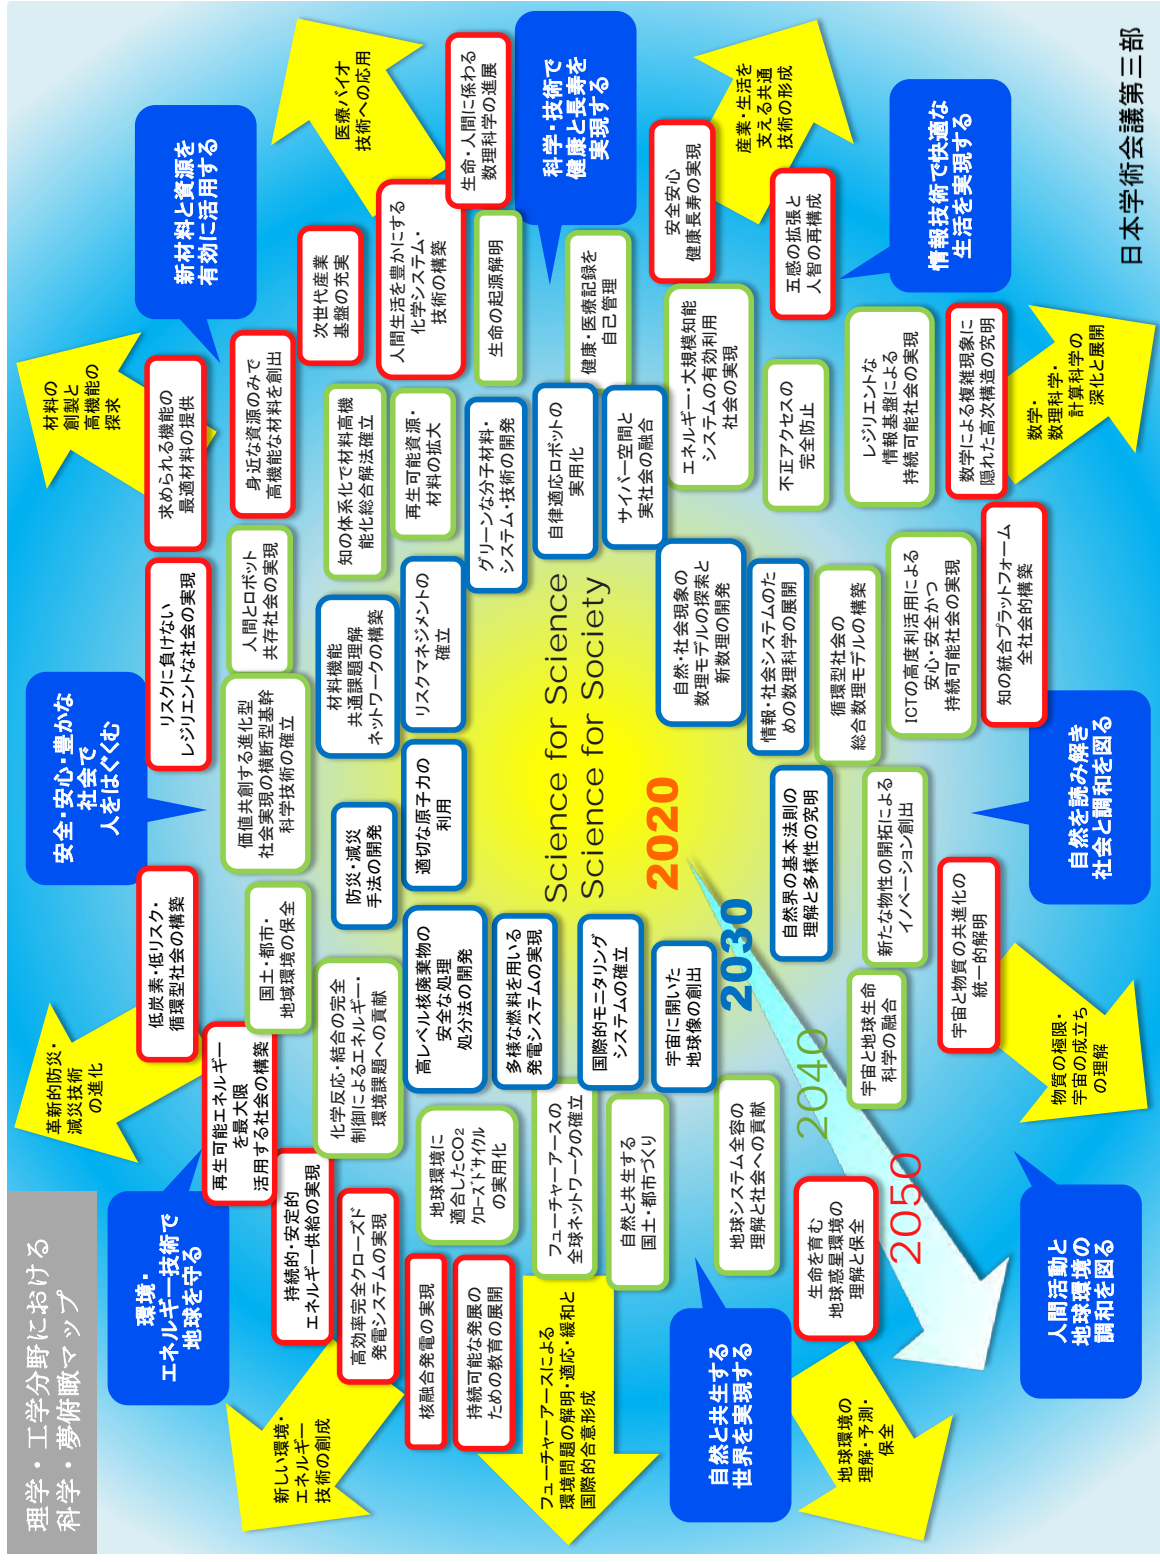 理学・工学分野における
科学・夢俯瞰マップ
日本学術会議第三部
Science for Science
Science for Society
2020
2030
2040
2050
環境・
エネルギー技術で
地球を守る
安全・安心・豊かな
社会で
人をはぐくむ
新材料と資源を
有効に活用する
科学・技術で
健康と長寿を
実現する
情報技術で快適な
生活を実現する
自然を読み解き
社会と調和を図る
人間活動と
地球環境の
調和を図る
自然と共生する
世界を実現する
新しい環境・
エネルギー
技術の創成
革新的防災・
減災技術
の進化
材料の
創製と
高機能の
探求
医療バイオ
技術への応用
産業・生活を
支える共通
技術の形成
数学・
数理科学・
計算科学の
深化と展開
物質の極限・
宇宙の成立ち
の理解
地球環境の
理解・予測・
保全
フューチャーアースによる
環境問題の解明・適応・緩和と
国際的合意形成
低炭素・低リスク・
循環型社会の構築
再生可能エネルギー
を最大限
活用する社会の構築
持続的・安定的
エネルギー供給の実現
高効率完全クローズド
発電システムの実現
核融合発電の実現
持続可能な発展の
ための教育の展開
リスクに負けない
レジリエントな社会の実現
求められる機能の
最適材料の提供
身近な資源のみで
高機能な材料を創出
次世代産業
基盤の充実
人間生活を豊かにする
化学システム・
技術の構築
生命・人間に係わる
数理科学の進展
安全安心
健康長寿の実現
五感の拡張と
人智の再構成
数学による複雑現象に
隠れた高次構造の究明
知の統合プラットフォーム
全社会的構築
宇宙と物質の共進化の
統一的解明
生命を育む
地球惑星環境の
理解と保全
国土・都市・
地域環境の保全
価値共創する進化型
社会実現の横断型基幹
科学技術の確立
人間とロボット
共存社会の実現
知の体系化で材料高機
能化総合解法確立
再生可能資源・
材料の拡大
生命の起源解明
健康・医療記録を
自己管理
エネルギー・大規模知能
システムの有効利用
社会の実現
不正アクセスの
完全防止
レジリエントな
情報基盤による
持続可能社会の実現
ICTの高度利活用による
安心・安全かつ
持続可能社会の実現
循環型社会の
総合数理モデルの構築
新たな物性の開拓による
イノベーション創出
宇宙と地球生命
科学の融合
地球システム全容の
理解と社会への貢献
自然と共生する
国土・都市づくり
フューチャーアースの
全球ネットワークの確立
地球環境に
適合したCO2
ｸﾛｰｽﾞﾄﾞｻｲｸﾙ
の実用化
化学反応・結合の完全
制御によるエネルギー・
環境課題への貢献
防災・減災
手法の開発
材料機能
共通課題理解
ネットワークの構築
適切な原子力の
利用
リスクマネジメントの
確立
グリーンな分子材料・
システム・技術の開発
自律適応ロボットの
実用化
サイバー空間と
実社会の融合
自然・社会現象の
数理モデルの探索と
新数理の開発
情報・社会システムのた
めの数理科学の展開
自然界の基本法則の
理解と多様性の究明
宇宙に開いた
地球像の創出
国際的モニタリング
システムの確立
多様な燃料を用いる
発電システムの実現
高レベル核廃棄物の
安全な処理
処分法の開発